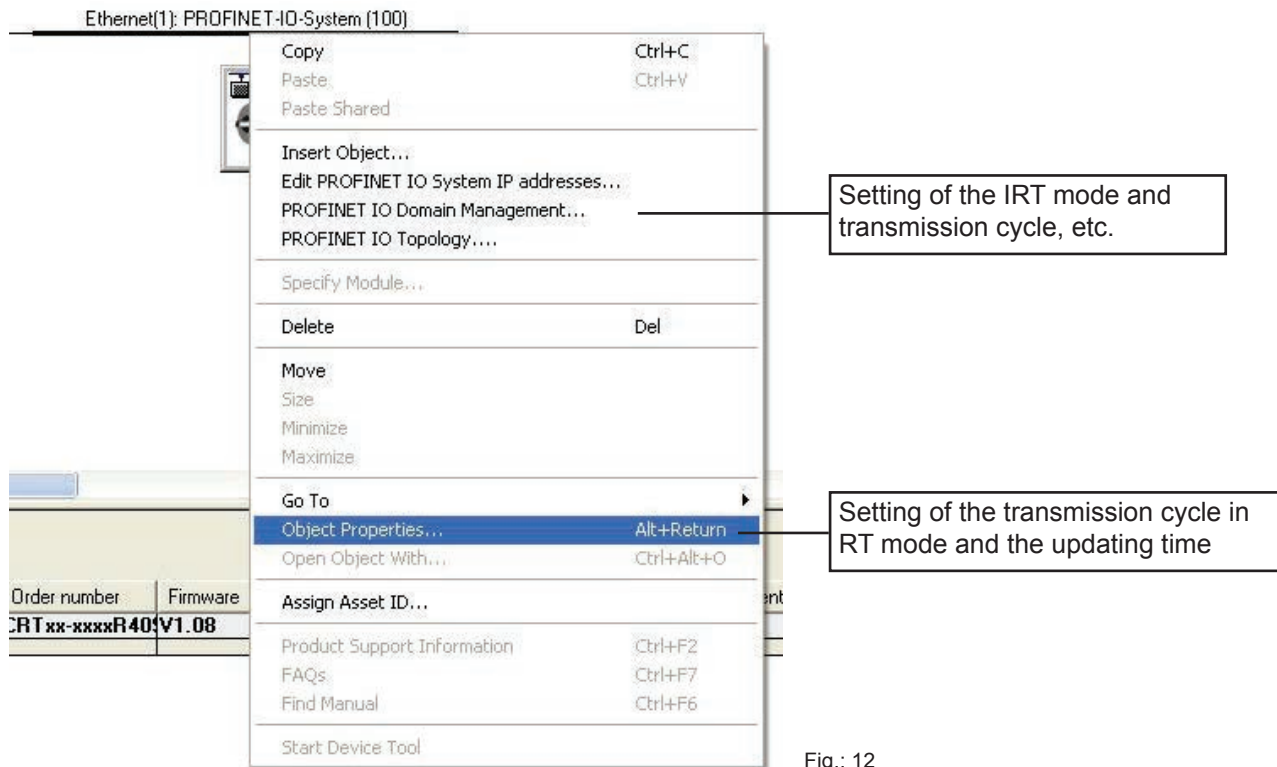 Ethernet(1): PROFINET-IO-System (100)
Copy Ctrl+C
Paste Ctrl+V
Paste Shared
Insert Object...
Edit PROFINET IO System IP addresses...
PROFINET IO Domain Management...
PROFINET IO Topology....
Setting of the IRT mode and
transmission cycle, etc.
Specify Module...
Delete Del
Move
Size
Minimize
Maximize
Go To
Object Properties... Alt+Return
Open Object With... Ctrl+Alt+O
Setting of the transmission cycle in
RT mode and the updating time
Order number Firmware
Assign Asset ID...
CRTxx-xxxxR40 V1.08
Product Support Information Ctrl+F2
FAQs Ctrl+F7
Find Manual Ctrl+F6
Start Device Tool
Fig.: 12